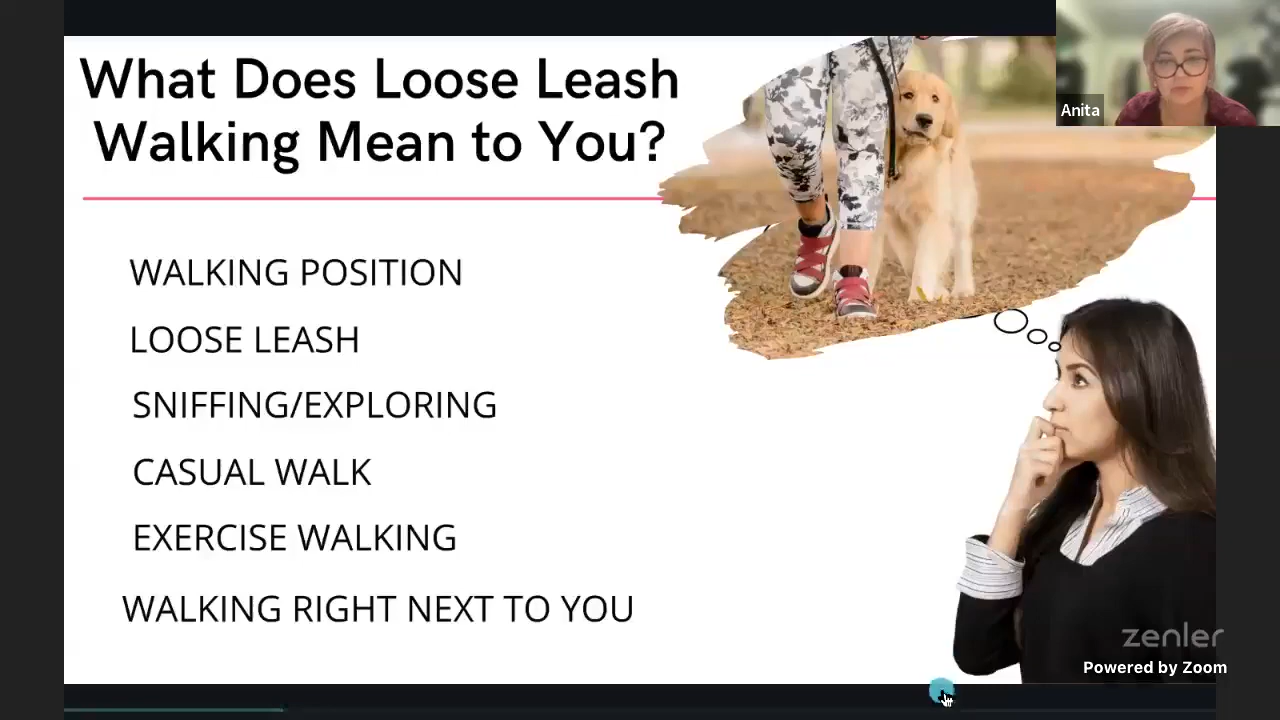 What Does Loose Leash
Walking Mean to You?
Anita
WALKING POSITION
LOOSE LEASH
SNIFFING/EXPLORING
CASUAL WALK
EXERCISE WALKING
WALKING RIGHT NEXT TO YOU
zenler
Powered by Zoom